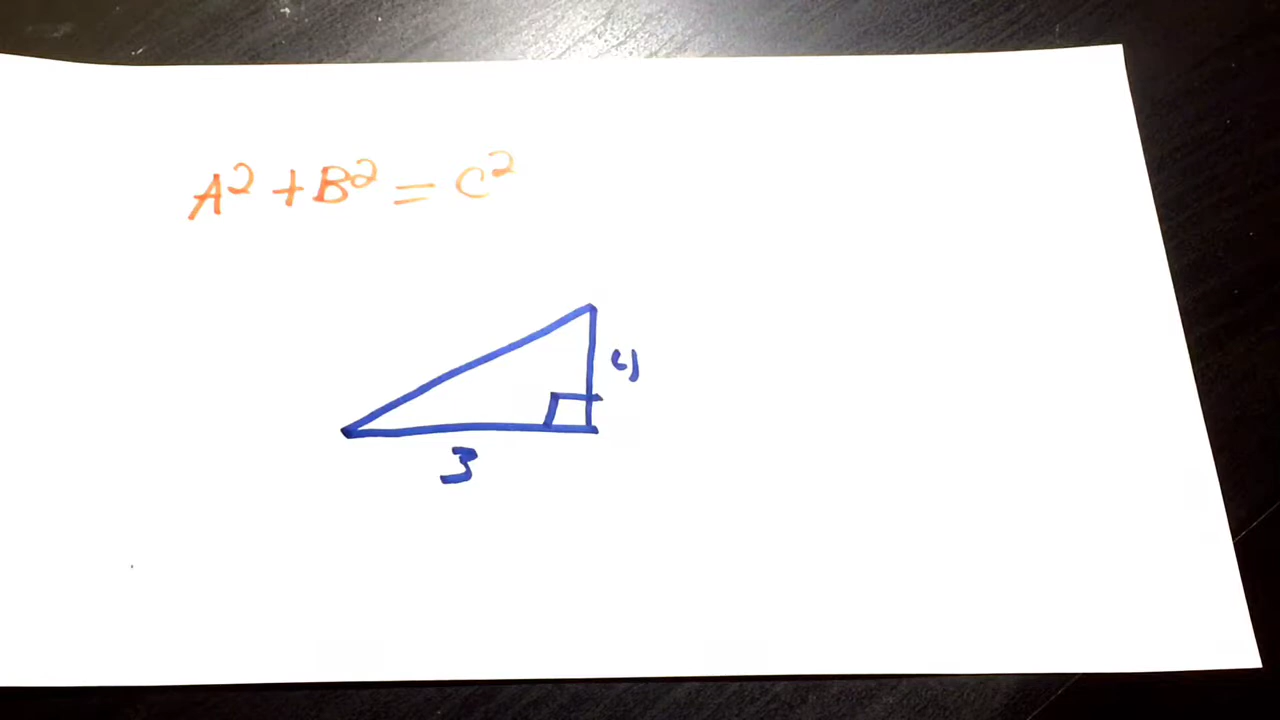 A² + B² = C²
4
3